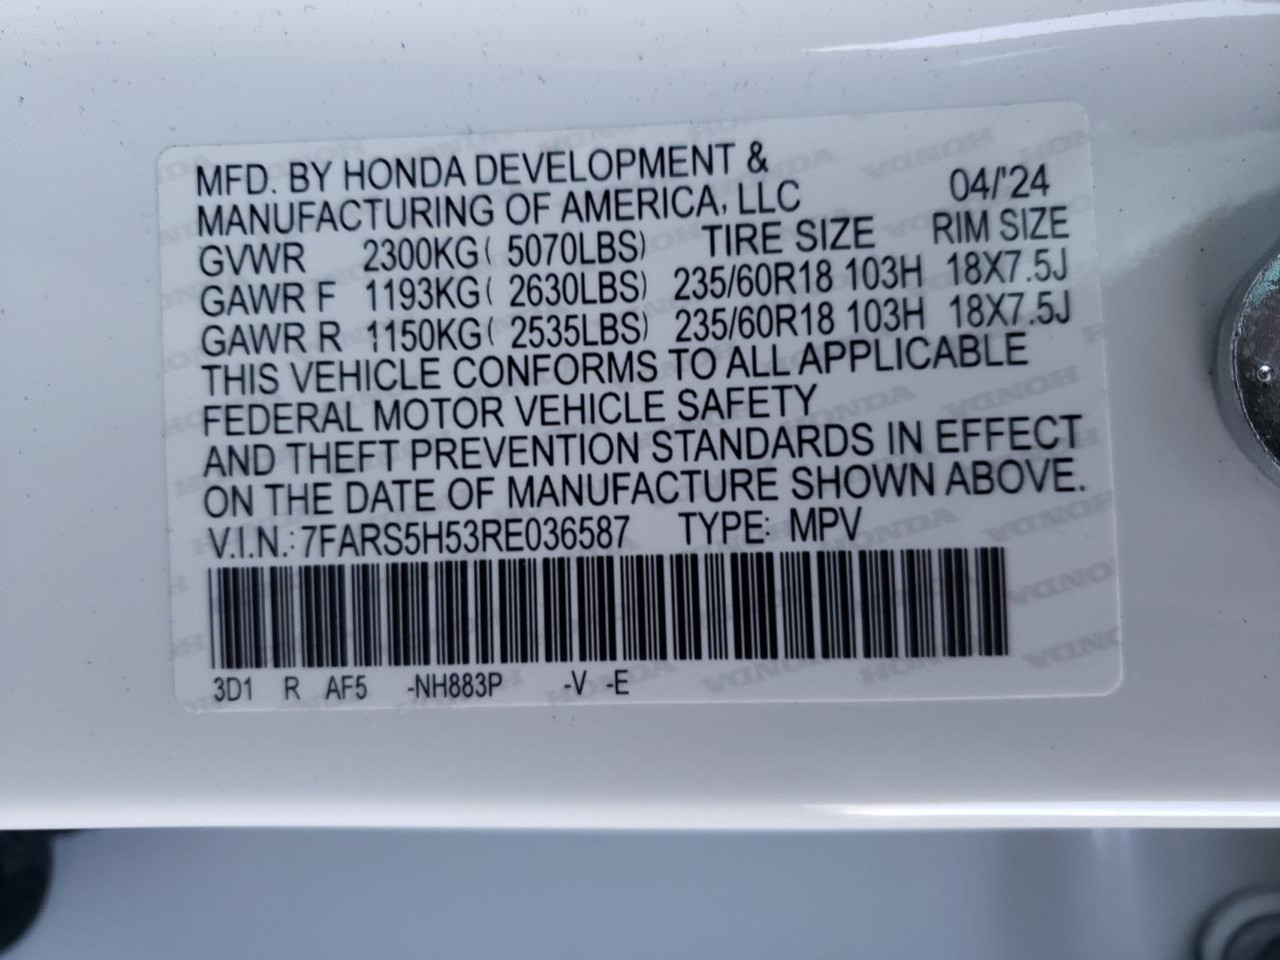 MFD. BY HONDA DEVELOPMENT &
MANUFACTURING OF AMERICA, LLC 04/'24
GVWR 2300KG( 5070LBS) TIRE SIZE RIM SIZE
GAWR F 1193KG( 2630LBS) 235/60R18 103H 18X7.5J
GAWR R 1150KG( 2535LBS) 235/60R18 103H 18X7.5J
THIS VEHICLE CONFORMS TO ALL APPLICABLE
FEDERAL MOTOR VEHICLE SAFETY
AND THEFT PREVENTION STANDARDS IN EFFECT
ON THE DATE OF MANUFACTURE SHOWN ABOVE.
V.I.N.: 7FARS5H53RE036587 TYPE: MPV
3D1 R AF5 -NH883P -V -E